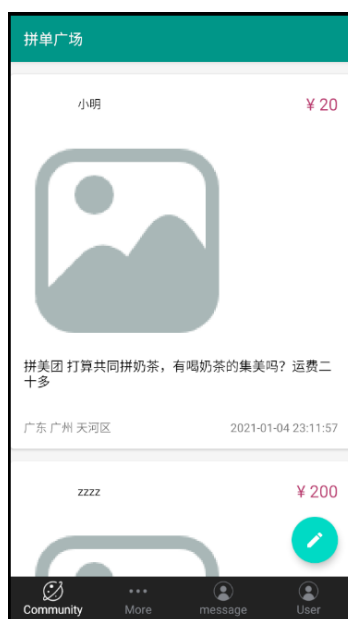 拼单广场
小明
¥ 20
拼美团 打算共同拼奶茶，有喝奶茶的集美吗？运费二
十多
广东 广州 天河区
2021-01-04 23:11:57
zzzz
¥ 200
Community
More
message
User